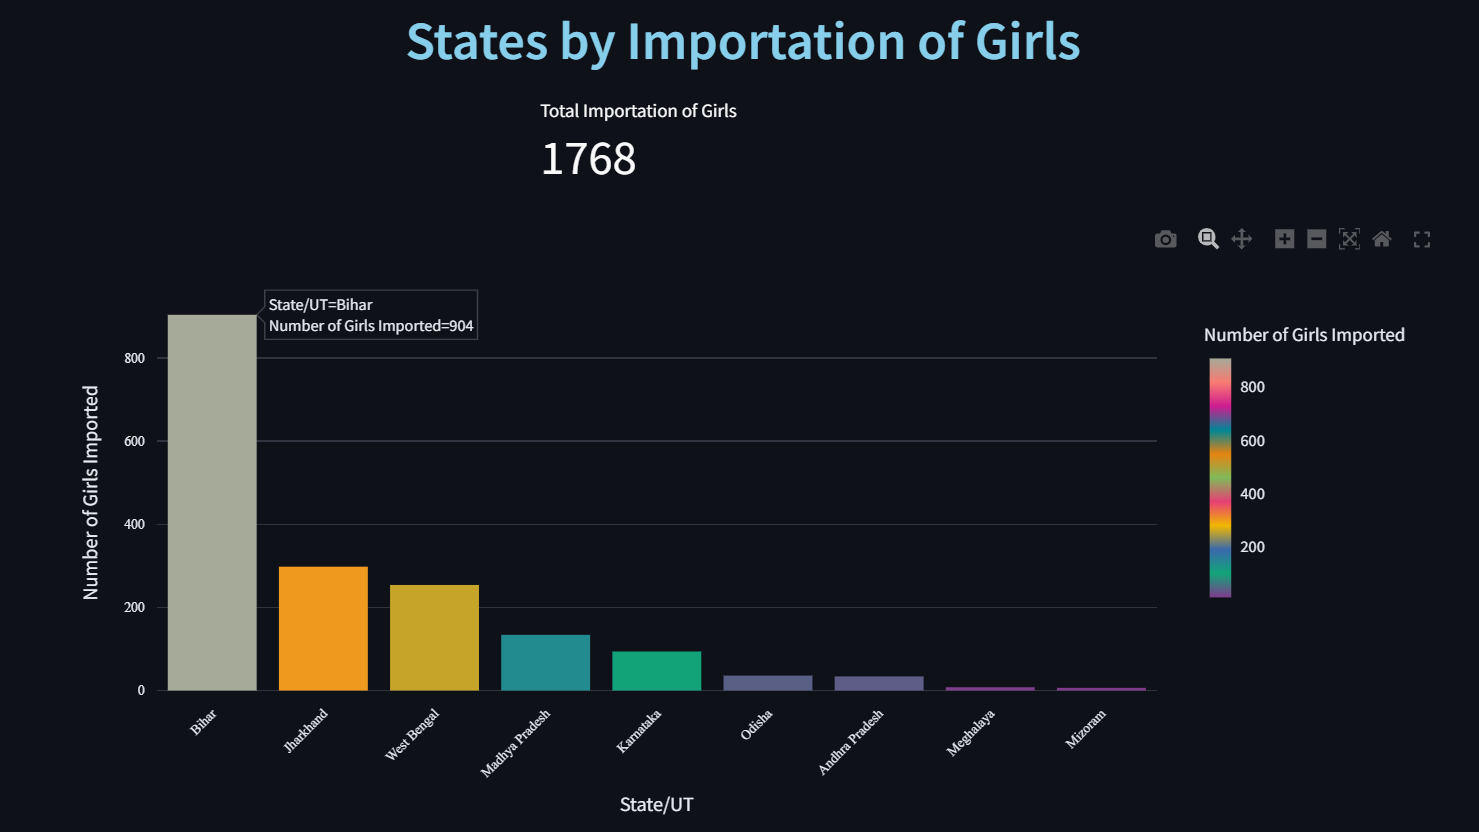 States by Importation of Girls
Total Importation of Girls
1768
State/UT=Bihar
Number of Girls Imported=904
Number of Girls Imported
800
600
400
200
0
Bihar
Jharkhand
West Bengal
Madhya Pradesh
Karnataka
Odisha
Andhra Pradesh
Meghalaya
Mizoram
State/UT
Number of Girls Imported
800
600
400
200